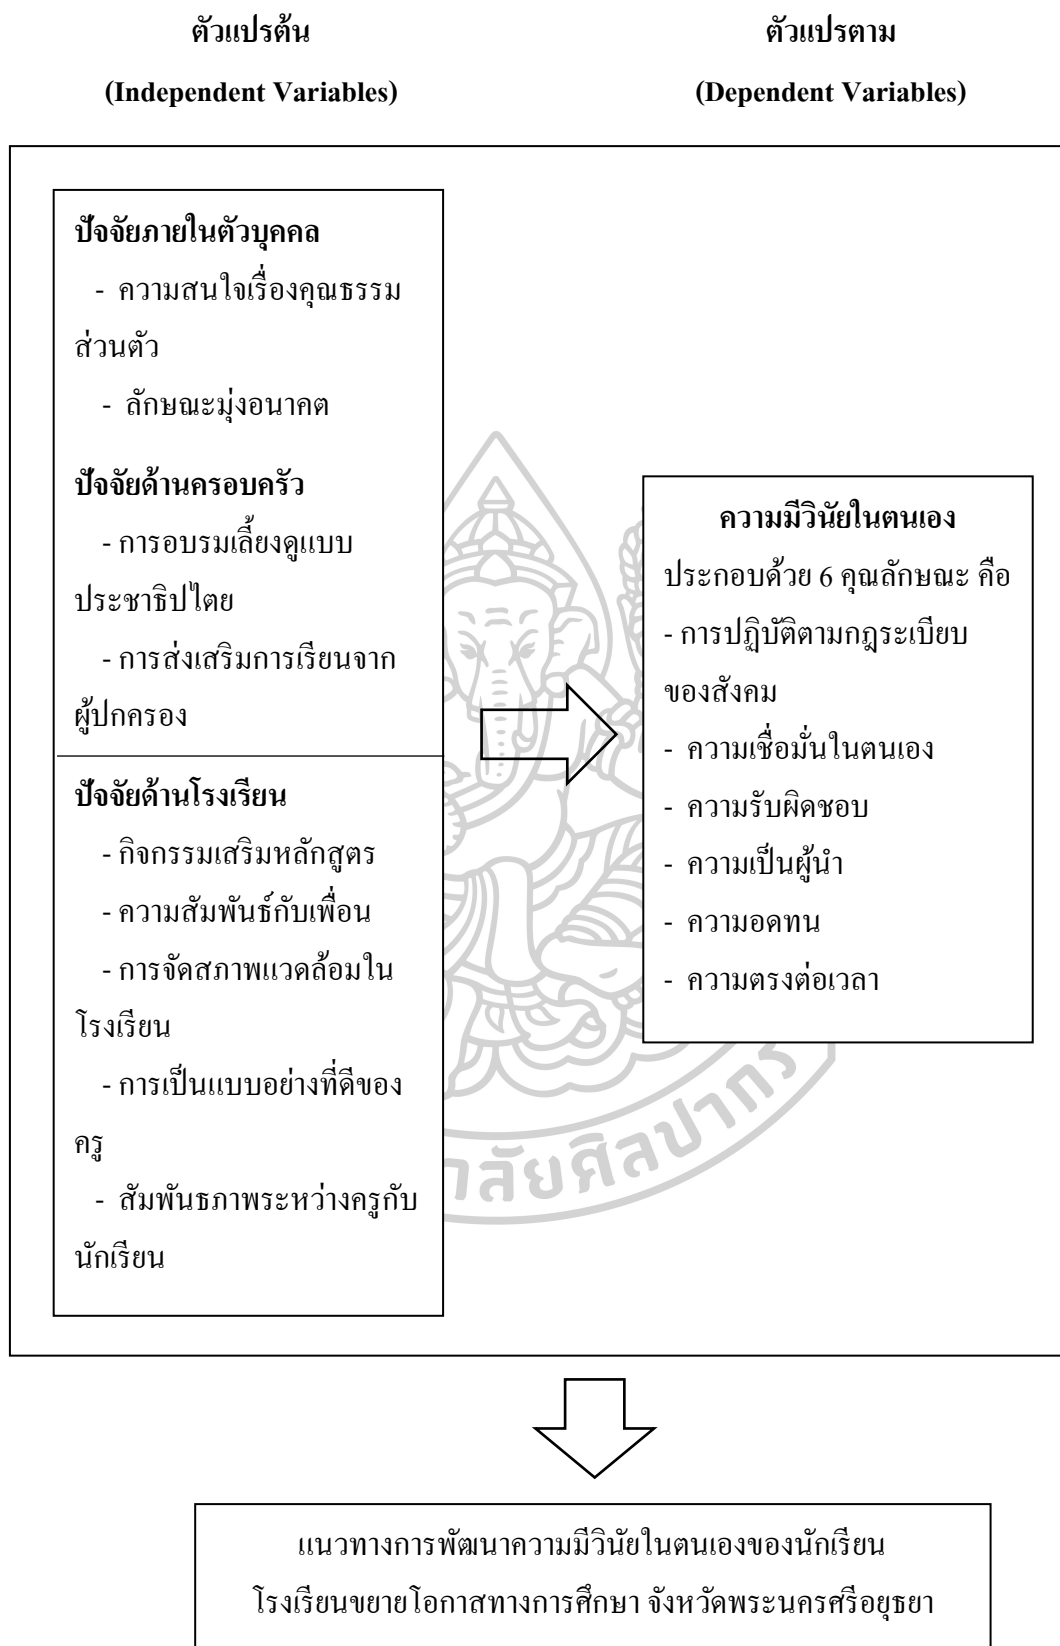 ตัวแปรต้น
(Independent Variables)
ตัวแปรตาม
(Dependent Variables)
ปัจจัยภายในตัวบุคคล
- ความสนใจเรื่องคุณธรรม
ส่วนตัว
- ลักษณะมุ่งอนาคต
ปัจจัยด้านครอบครัว
- การอบรมเลี้ยงดูแบบ
ประชาธิปไตย
- การส่งเสริมการเรียนจาก
ผู้ปกครอง
ปัจจัยด้านโรงเรียน
- กิจกรรมเสริมหลักสูตร
- ความสัมพันธ์กับเพื่อน
- การจัดสภาพแวดล้อมใน
โรงเรียน
- การเป็นแบบอย่างที่ดีของ
ครู
- สัมพันธภาพระหว่างครูกับ
นักเรียน
ความมีวินัยในตนเอง
ประกอบด้วย 6 คุณลักษณะ คือ
- การปฏิบัติตามกฎระเบียบ
ของสังคม
- ความเชื่อมั่นในตนเอง
- ความรับผิดชอบ
- ความเป็นผู้นำ
- ความอดทน
- ความตรงต่อเวลา
าลัยศิลปากร
แนวทางการพัฒนาความมีวินัยในตนเองของนักเรียน
โรงเรียนขยายโอกาสทางการศึกษา จังหวัดพระนครศรีอยุธยา